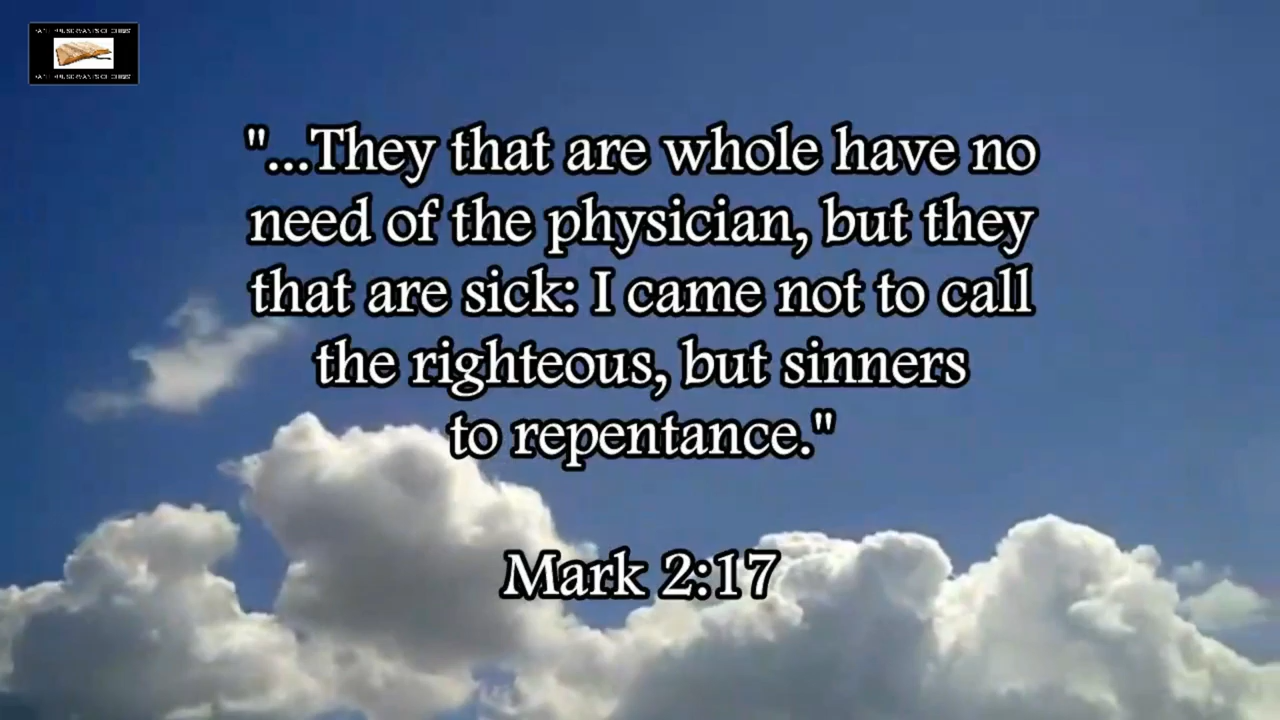 "...They that are whole have no
need of the physician, but they
that are sick: I came not to call
the righteous, but sinners
to repentance."
Mark 2:17